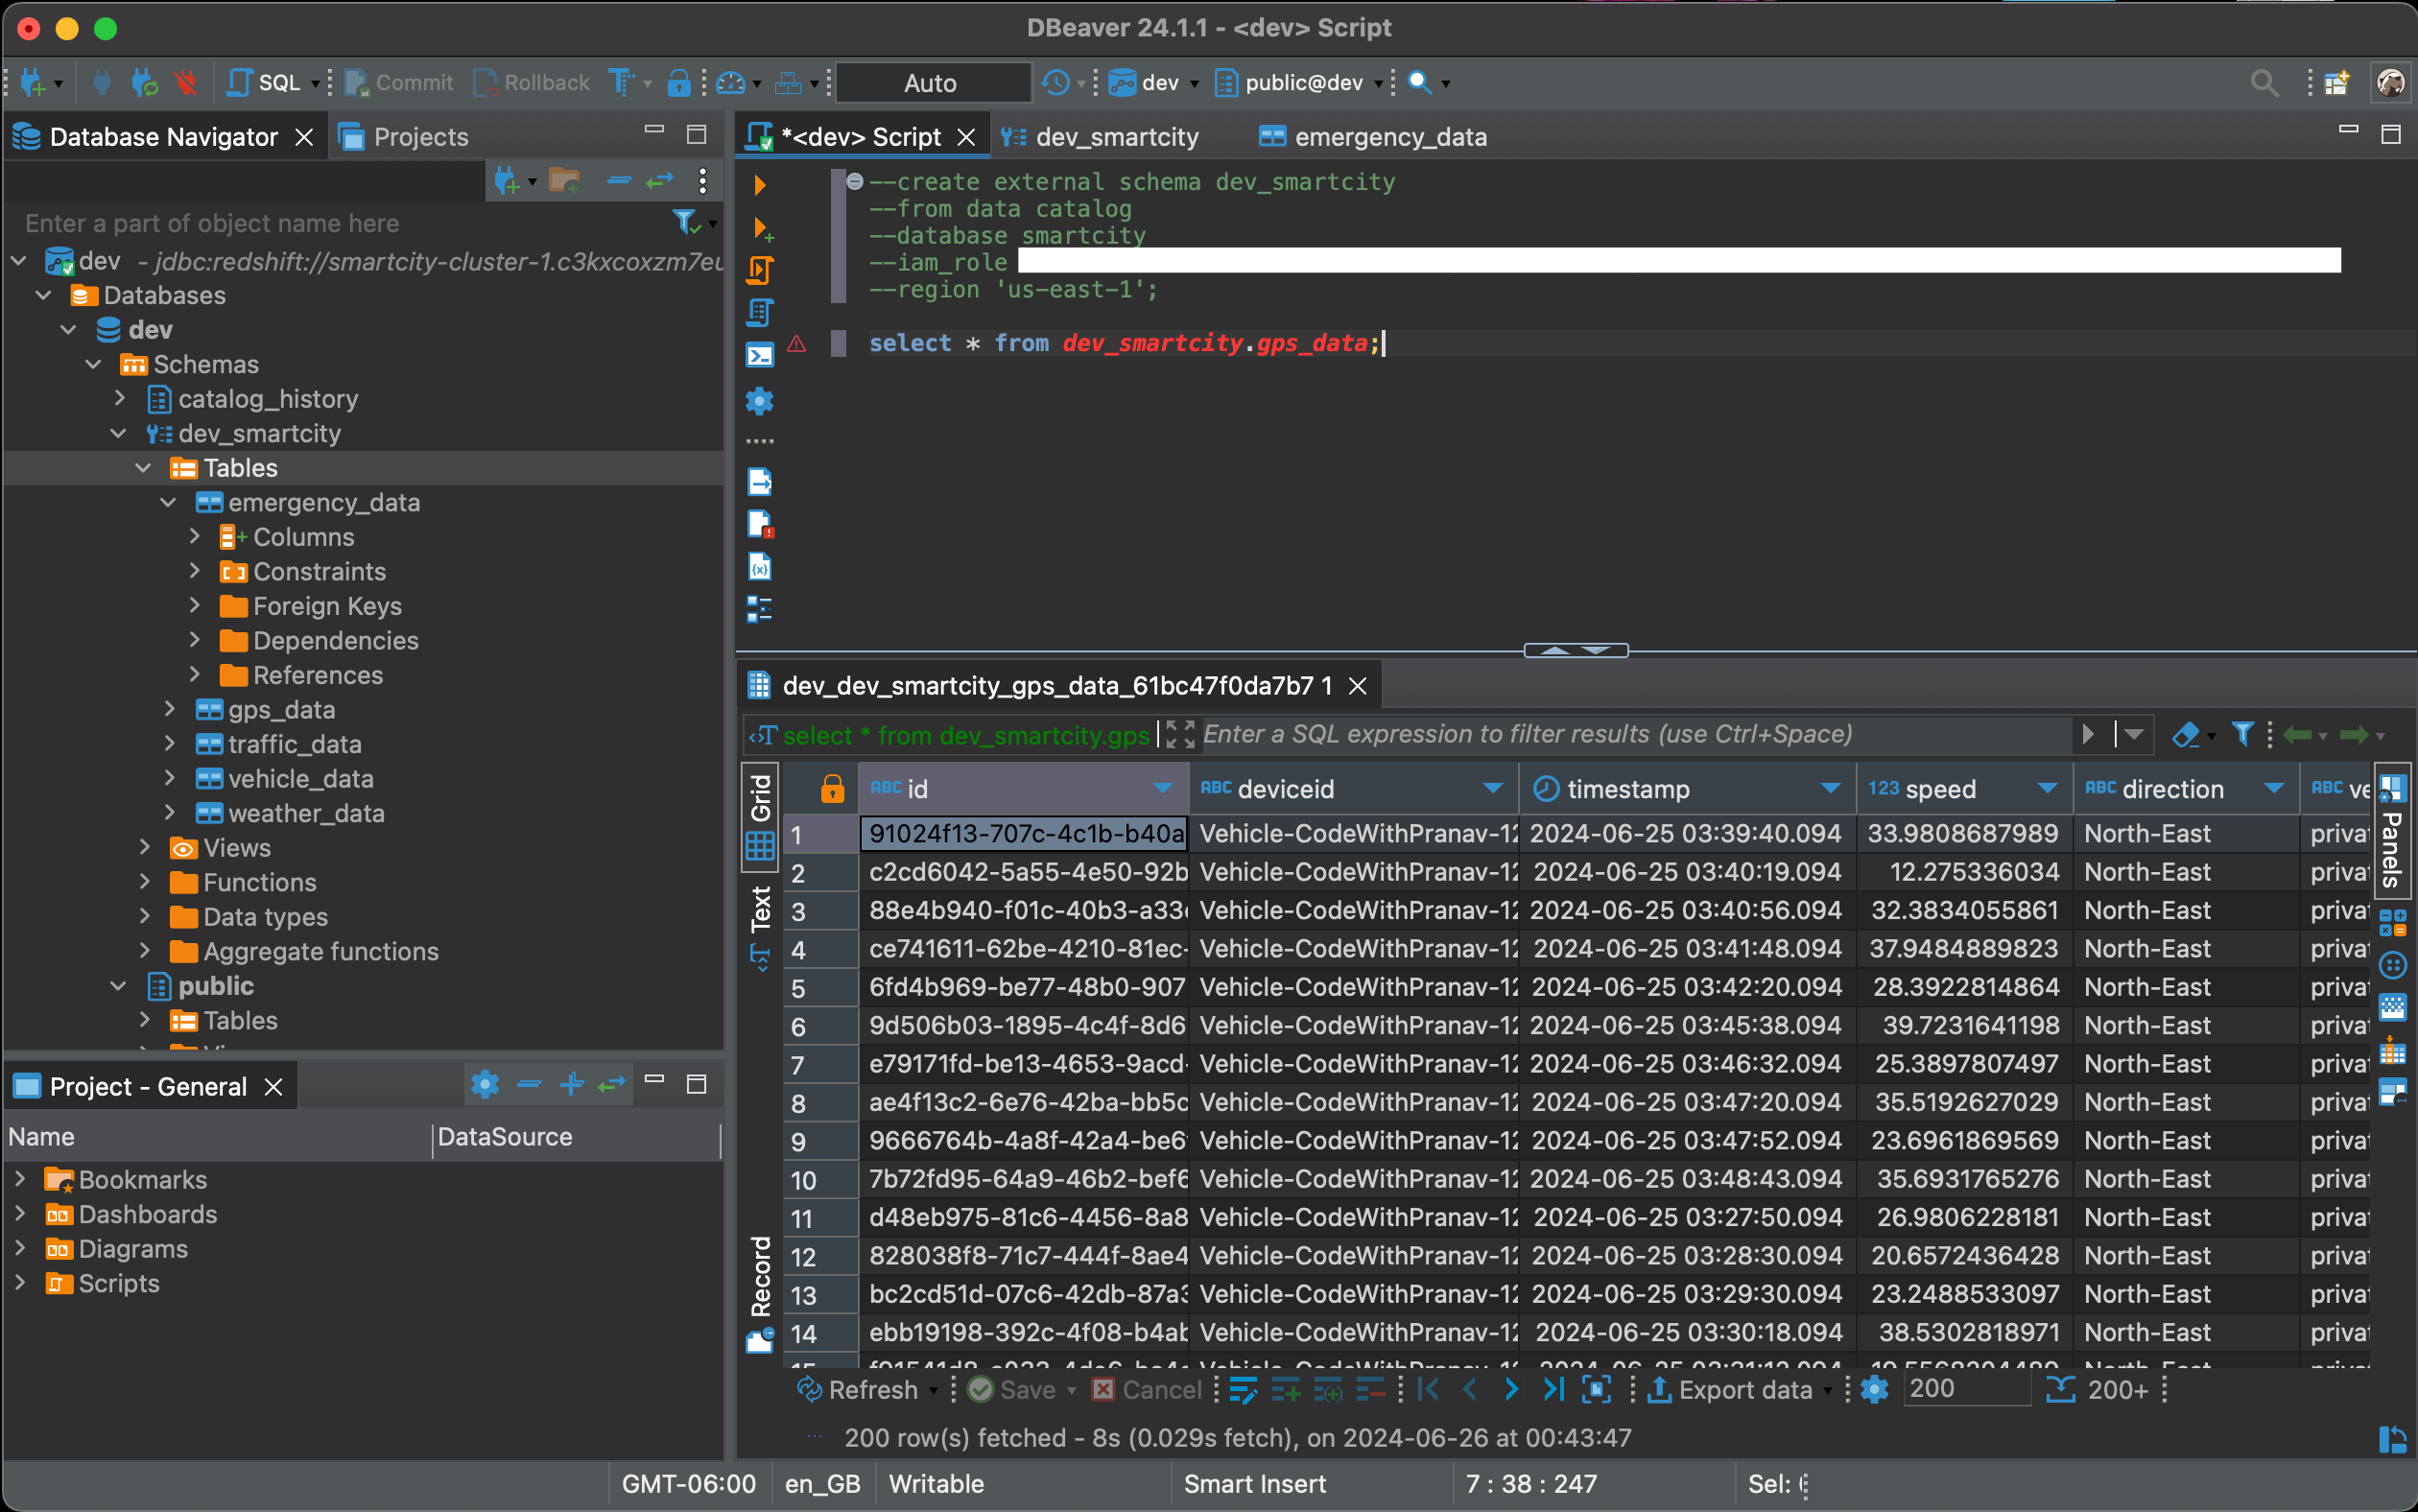 DBeaver 24.1.1 - <dev> Script
SQL Commit Rollback Auto dev public@dev
Database Navigator Projects
*<dev> Script dev_smartcity emergency_data
Enter a part of object name here
dev - jdbc:redshift://smartcity-cluster-1.c3kxcoxzm7eu
Databases
dev
Schemas
catalog_history
dev_smartcity
Tables
emergency_data
Columns
Constraints
Foreign Keys
Dependencies
References
gps_data
traffic_data
vehicle_data
weather_data
Views
Functions
Data types
Aggregate functions
public
Tables
--create external schema dev_smartcity
--from data catalog
--database smartcity
--iam_role
--region 'us-east-1';
select * from dev_smartcity.gps_data;
dev_dev_smartcity_gps_data_61bc47f0da7b7 1
select * from dev_smartcity.gps Enter a SQL expression to filter results (use Ctrl+Space)
Grid
Text
Record
Panels
ABC id ABC deviceid timestamp 123 speed ABC direction ABC ve
1 91024f13-707c-4c1b-b40a Vehicle-CodeWithPranav-12 2024-06-25 03:39:40.094 33.9808687989 North-East privat
2 c2cd6042-5a55-4e50-92b Vehicle-CodeWithPranav-12 2024-06-25 03:40:19.094 12.275336034 North-East privat
3 88e4b940-f01c-40b3-a33 Vehicle-CodeWithPranav-12 2024-06-25 03:40:56.094 32.3834055861 North-East privat
4 ce741611-62be-4210-81ec- Vehicle-CodeWithPranav-12 2024-06-25 03:41:48.094 37.9484889823 North-East privat
5 6fd4b969-be77-48b0-907 Vehicle-CodeWithPranav-12 2024-06-25 03:42:20.094 28.3922814864 North-East privat
6 9d506b03-1895-4c4f-8d6 Vehicle-CodeWithPranav-12 2024-06-25 03:45:38.094 39.7231641198 North-East privat
7 e79171fd-be13-4653-9acd- Vehicle-CodeWithPranav-12 2024-06-25 03:46:32.094 25.3897807497 North-East privat
8 ae4f13c2-6e76-42ba-bb5c Vehicle-CodeWithPranav-12 2024-06-25 03:47:20.094 35.5192627029 North-East privat
9 9666764b-4a8f-42a4-be6 Vehicle-CodeWithPranav-12 2024-06-25 03:47:52.094 23.6961869569 North-East privat
10 7b72fd95-64a9-46b2-bef6 Vehicle-CodeWithPranav-12 2024-06-25 03:48:43.094 35.6931765276 North-East privat
11 d48eb975-81c6-4456-8a8 Vehicle-CodeWithPranav-12 2024-06-25 03:27:50.094 26.9806228181 North-East privat
12 828038f8-71c7-444f-8ae4 Vehicle-CodeWithPranav-12 2024-06-25 03:28:30.094 20.6572436428 North-East privat
13 bc2cd51d-07c6-42db-87a3 Vehicle-CodeWithPranav-12 2024-06-25 03:29:30.094 23.2488533097 North-East privat
14 ebb19198-392c-4f08-b4ab Vehicle-CodeWithPranav-12 2024-06-25 03:30:18.094 38.5302818971 North-East privat
Refresh Save Cancel Export data 200 200+
200 row(s) fetched - 8s (0.029s fetch), on 2024-06-26 at 00:43:47
Project - General
Name DataSource
Bookmarks
Dashboards
Diagrams
Scripts
GMT-06:00 en_GB Writable Smart Insert 7 : 38 : 247 Sel: